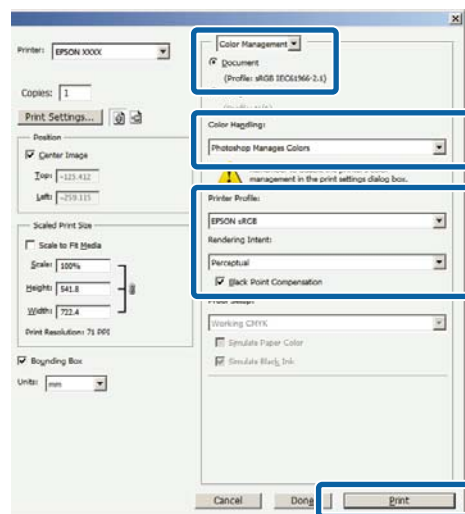 Printer: EPSON XXXX
Copies: 1
Print Settings...
Position
Center Image
Top: -125.412
Left: -259.115
Scaled Print Size
Scale to Fit Media
Scale: 100%
Height: 541.8
Width: 722.4
Print Resolution: 71 PPI
Bounding Box
Units: mm
Color Management
Document
(Profile: sRGB IEC61966-2.1)
Color Handling:
Photoshop Manages Colors
management in the print settings dialog box.
Printer Profile:
EPSON sRGB
Rendering Intent:
Perceptual
Black Point Compensation
Proof Setup:
Working CMYK
Simulate Paper Color
Simulate Black Ink
Cancel
Done
Print